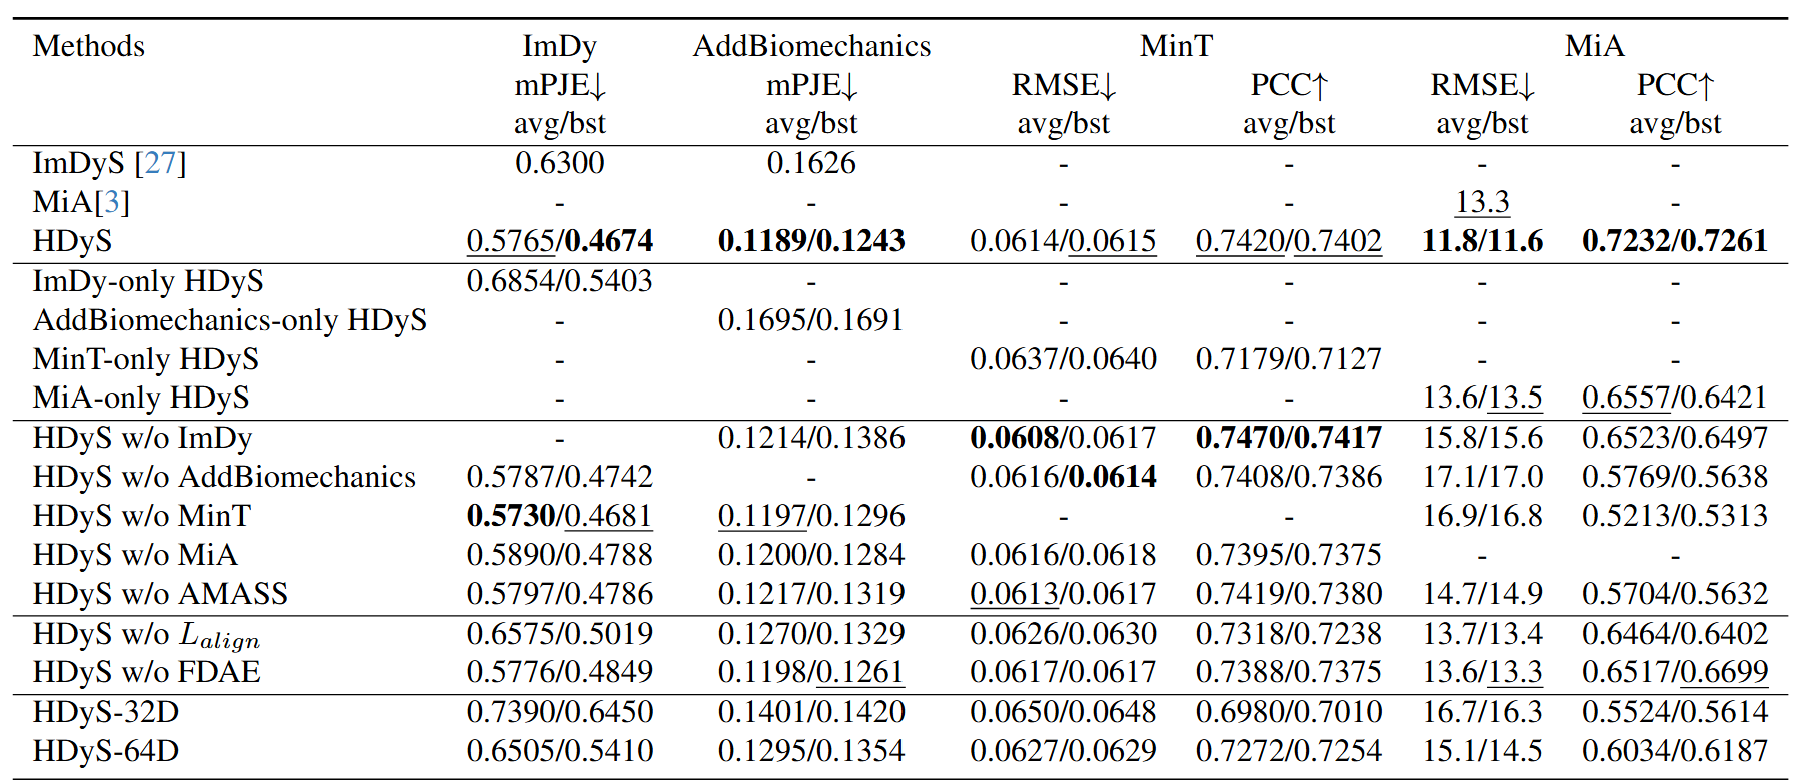 Methods ImDy AddBiomechanics MinT MiA
mPJE↓ mPJE↓ RMSE↓ PCC↑ RMSE↓ PCC↑
avg/bst avg/bst avg/bst avg/bst avg/bst avg/bst
ImDyS [27] 0.6300 0.1626 - - - -
MiA[3] - - - - 13.3 -
HDyS 0.5765/0.4674 0.1189/0.1243 0.0614/0.0615 0.7420/0.7402 11.8/11.6 0.7232/0.7261
ImDy-only HDyS 0.6854/0.5403 - - - - -
AddBiomechanics-only HDyS - 0.1695/0.1691 - - - -
MinT-only HDyS - - 0.0637/0.0640 0.7179/0.7127 - -
MiA-only HDyS - - - - 13.6/13.5 0.6557/0.6421
HDyS w/o ImDy - 0.1214/0.1386 0.0608/0.0617 0.7470/0.7417 15.8/15.6 0.6523/0.6497
HDyS w/o AddBiomechanics 0.5787/0.4742 - 0.0616/0.0614 0.7408/0.7386 17.1/17.0 0.5769/0.5638
HDyS w/o MinT 0.5730/0.4681 0.1197/0.1296 - - 16.9/16.8 0.5213/0.5313
HDyS w/o MiA 0.5890/0.4788 0.1200/0.1284 0.0616/0.0618 0.7395/0.7375 - -
HDyS w/o AMASS 0.5797/0.4786 0.1217/0.1319 0.0613/0.0617 0.7419/0.7380 14.7/14.9 0.5704/0.5632
HDyS w/o L_align 0.6575/0.5019 0.1270/0.1329 0.0626/0.0630 0.7318/0.7238 13.7/13.4 0.6464/0.6402
HDyS w/o FDAE 0.5776/0.4849 0.1198/0.1261 0.0617/0.0617 0.7388/0.7375 13.6/13.3 0.6517/0.6699
HDyS-32D 0.7390/0.6450 0.1401/0.1420 0.0650/0.0648 0.6980/0.7010 16.7/16.3 0.5524/0.5614
HDyS-64D 0.6505/0.5410 0.1295/0.1354 0.0627/0.0629 0.7272/0.7254 15.1/14.5 0.6034/0.6187